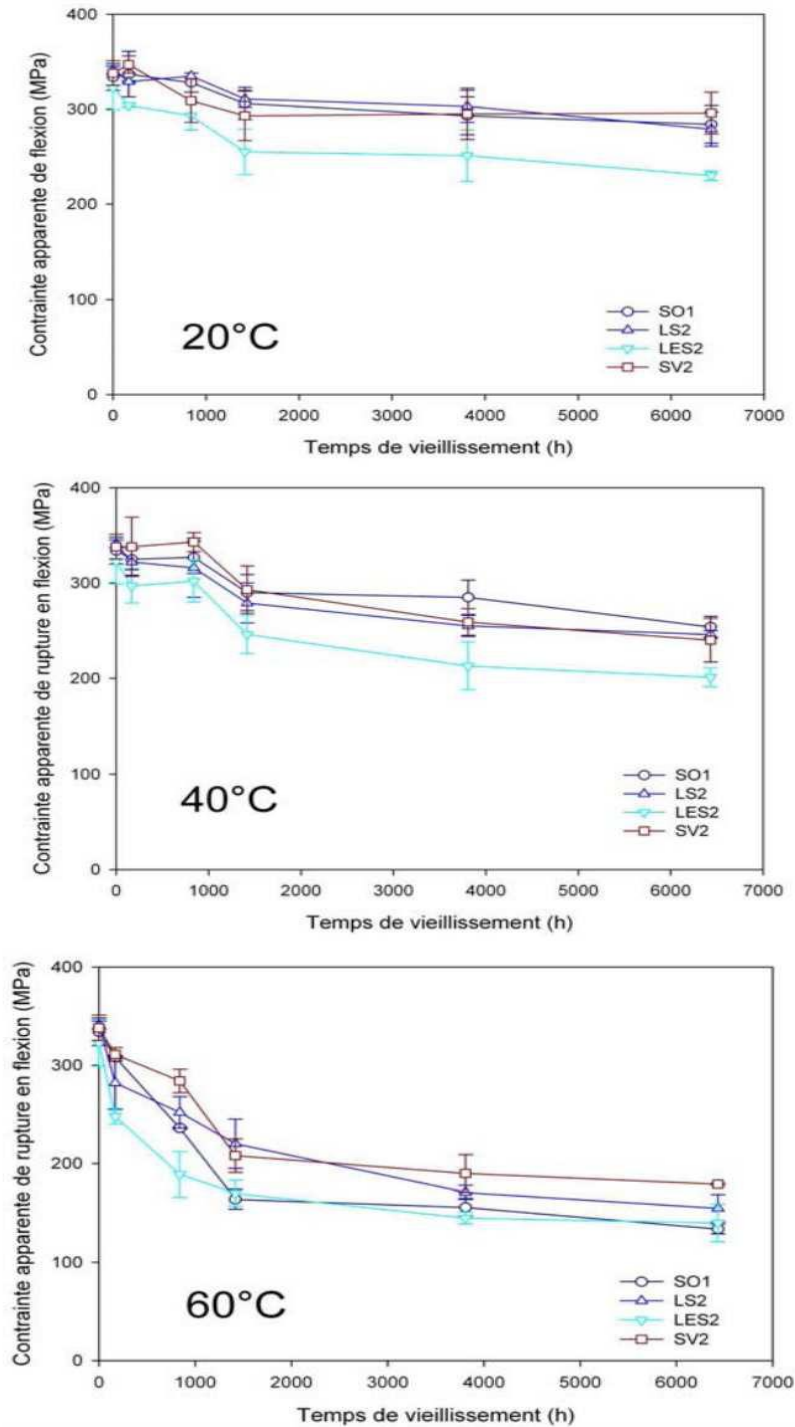 400
300
200
100
0
Contrainte apparente de flexion (MPa)
20°C
SO1
LS2
LES2
SV2
0 1000 2000 3000 4000 5000 6000 7000
Temps de vieillissement (h)
400
300
200
100
0
Contrainte apparente de rupture en flexion (MPa)
40°C
SO1
LS2
LES2
SV2
0 1000 2000 3000 4000 5000 6000 7000
Temps de vieillissement (h)
400
300
200
100
0
Contrainte apparente de rupture en flexion (MPa)
60°C
SO1
LS2
LES2
SV2
0 1000 2000 3000 4000 5000 6000 7000
Temps de vieillissement (h)